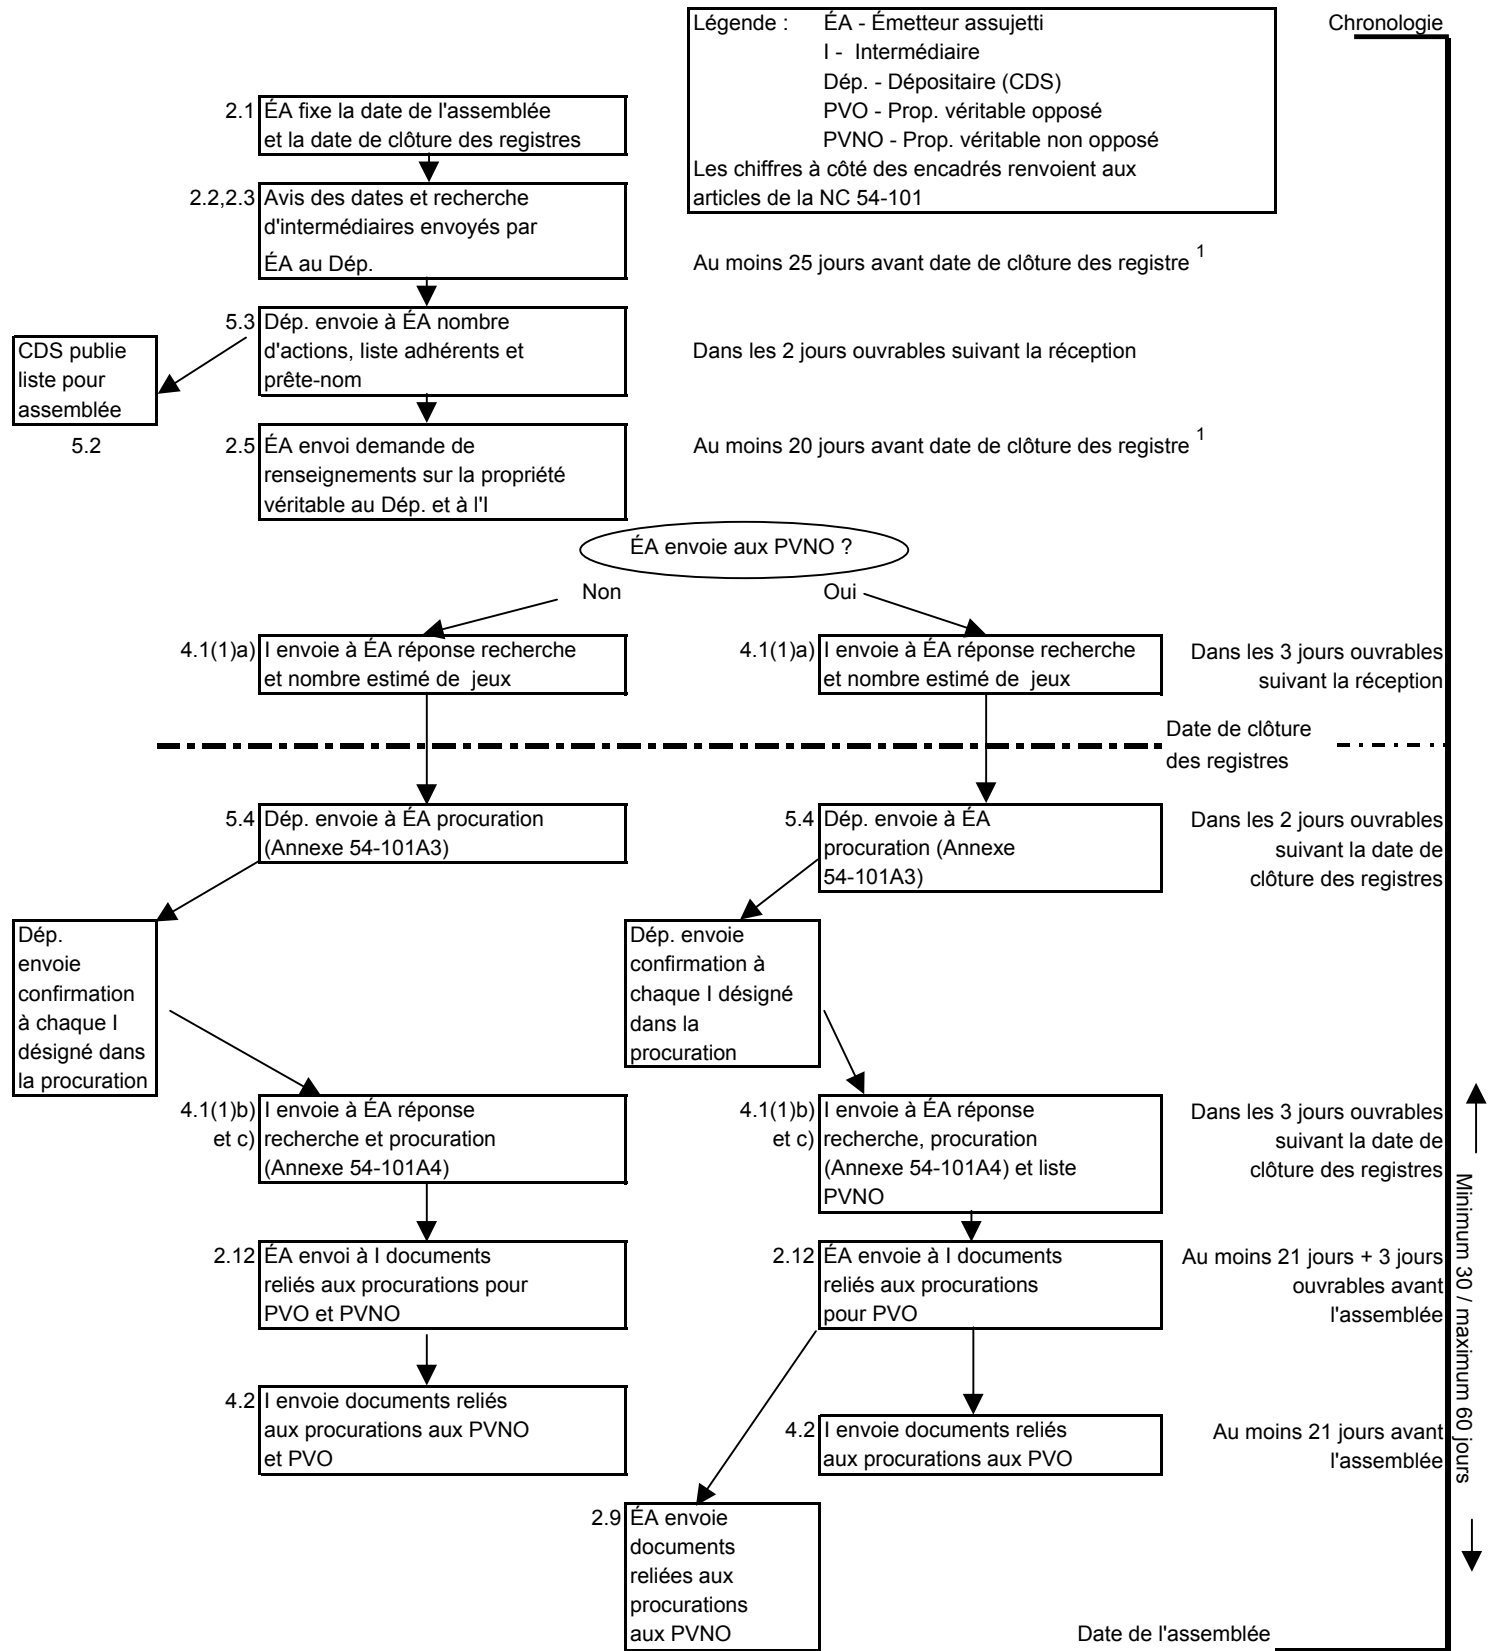 Légende : ÉA - Émetteur assujetti
I - Intermédiaire
Dép. - Dépositaire (CDS)
PVO - Prop. véritable opposé
PVNO - Prop. véritable non opposé
Les chiffres à côté des encadrés renvoient aux
articles de la NC 54-101
Chronologie
2.1 ÉA fixe la date de l'assemblée
et la date de clôture des registres
2.2,2.3 Avis des dates et recherche
d'intermédiaires envoyés par
ÉA au Dép.
Au moins 25 jours avant date de clôture des registre 1
5.3 Dép. envoie à ÉA nombre
d'actions, liste adhérents et
prête-nom
Dans les 2 jours ouvrables suivant la réception
CDS publie
liste pour
assemblée
5.2
2.5 ÉA envoi demande de
renseignements sur la propriété
véritable au Dép. et à l'I
Au moins 20 jours avant date de clôture des registre 1
ÉA envoie aux PVNO ?
Non
Oui
4.1(1)a) I envoie à ÉA réponse recherche
et nombre estimé de jeux
4.1(1)a) I envoie à ÉA réponse recherche
et nombre estimé de jeux
Dans les 3 jours ouvrables
suivant la réception
Date de clôture
des registres
5.4 Dép. envoie à ÉA procuration
(Annexe 54-101A3)
5.4 Dép. envoie à ÉA
procuration (Annexe
54-101A3)
Dans les 2 jours ouvrables
suivant la date de
clôture des registres
Dép.
envoie
confirmation
à chaque I
désigné dans
la procuration
Dép. envoie
confirmation à
chaque I désigné
dans la
procuration
4.1(1)b) I envoie à ÉA réponse
et c) recherche et procuration
(Annexe 54-101A4)
4.1(1)b) I envoie à ÉA réponse
et c) recherche, procuration
(Annexe 54-101A4) et liste
PVNO
Dans les 3 jours ouvrables
suivant la date de
clôture des registres
2.12 ÉA envoi à I documents
reliés aux procurations pour
PVO et PVNO
2.12 ÉA envoie à I documents
reliés aux procurations
pour PVO
Au moins 21 jours + 3 jours
ouvrables avant
l'assemblée
Minimum 30 / maximum 60 jours
4.2 I envoie documents reliés
aux procurations aux PVNO
et PVO
4.2 I envoie documents reliés
aux procurations aux PVO
Au moins 21 jours avant
l'assemblée
2.9 ÉA envoie
documents
reliées aux
procurations
aux PVNO
Date de l'assemblée